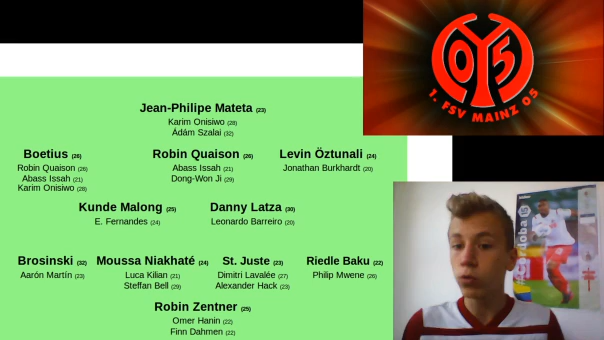 Jean-Philipe Mateta (23)
Karim Onisiwo (28)
Ádám Szalai (32)
Boetius (26)
Robin Quaison (26)
Abass Issah (21)
Karim Onisiwo (28)
Robin Quaison (26)
Abass Issah (21)
Dong-Won Ji (29)
Levin Öztunali (24)
Jonathan Burkhardt (20)
Kunde Malong (25)
E. Fernandes (24)
Danny Latza (30)
Leonardo Barreiro (20)
Brosinski (32)
Aarón Martín (23)
Moussa Niakhaté (24)
Luca Kilian (21)
Steffan Bell (29)
St. Juste (23)
Dimitri Lavalée (27)
Alexander Hack (23)
Riedle Baku (22)
Philip Mwene (26)
Robin Zentner (25)
Omer Hanin (22)
Finn Dahmen (22)
05
1. FSV MAINZ 05
Córdoba